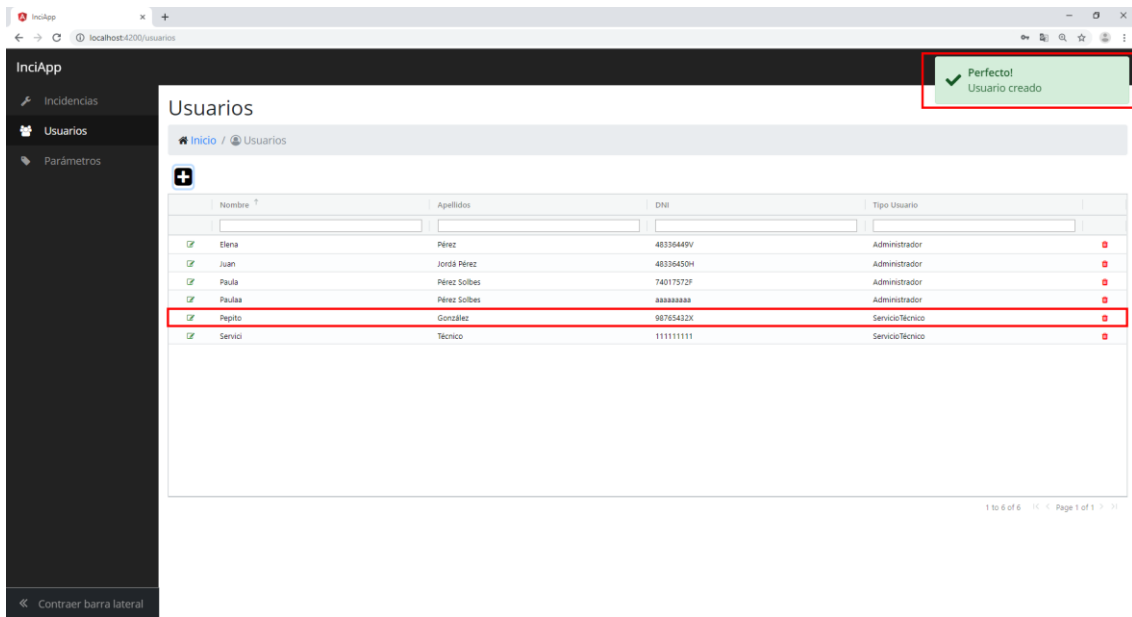 InciApp
localhost:4200/usuarios
InciApp
Perfecto!
Usuario creado
Incidencias
Usuarios
Parámetros
Usuarios
Inicio / Usuarios
Nombre Apellidos DNI Tipo Usuario
Elena Pérez 48336449V Administrador
Juan Jordá Pérez 48336450H Administrador
Paula Pérez Solbes 74017572F Administrador
Paulaa Pérez Solbes aaaaaaaaa Administrador
Pepito González 98765432X ServicioTécnico
Servici Técnico 111111111 ServicioTécnico
1 to 6 of 6 Page 1 of 1
Contraer barra lateral